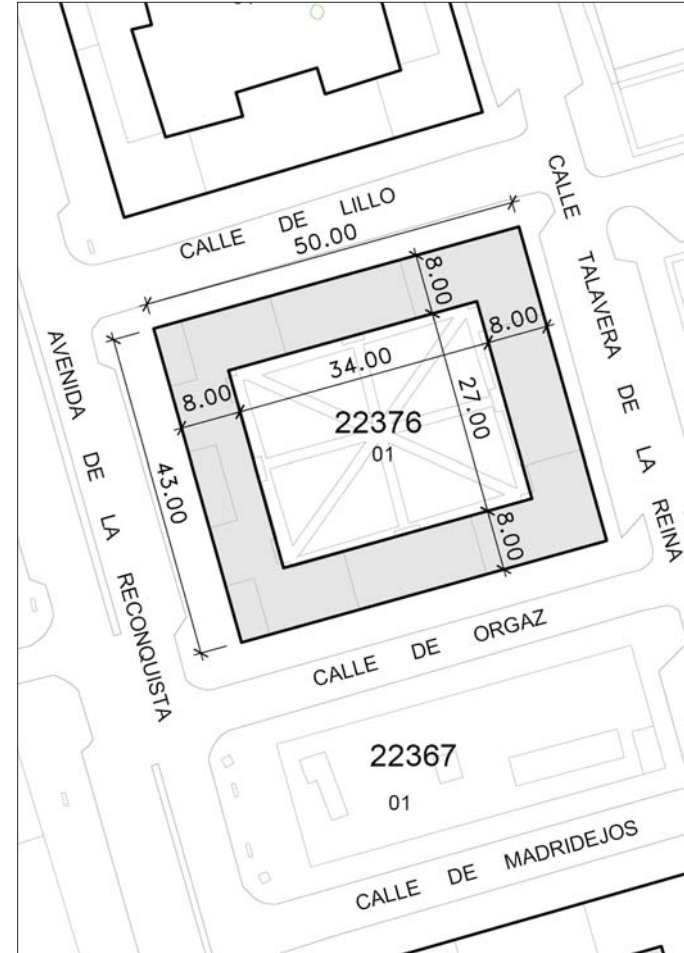 CALLE DE LILLO
50.00
CALLE TALAVERA DE LA REINA
8.00
8.00
AVENIDA DE LA RECONQUISTA
34.00
8.00
27.00
22376
01
43.00
8.00
CALLE DE ORGAZ
22367
01
CALLE DE MADRIDEJOS